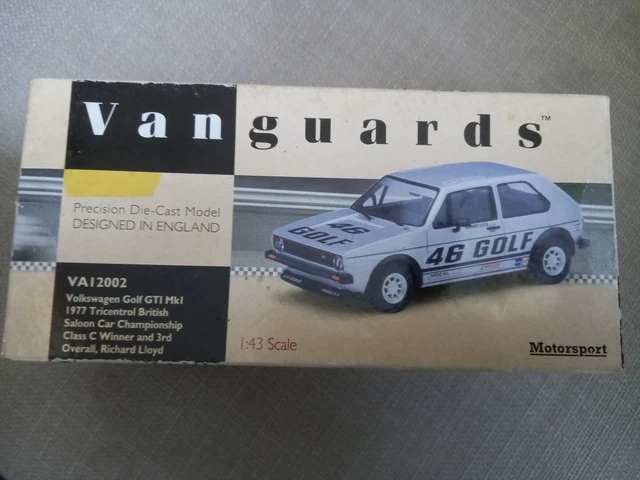 Vanguards™
Precision Die-Cast Model
DESIGNED IN ENGLAND
46
GOLF
46 GOLF
VA12002
Volkswagen Golf GTI Mk1
1977 Tricentrol British
Saloon Car Championship
Class C Winner and 3rd
Overall, Richard Lloyd
1:43 Scale
Motorsport